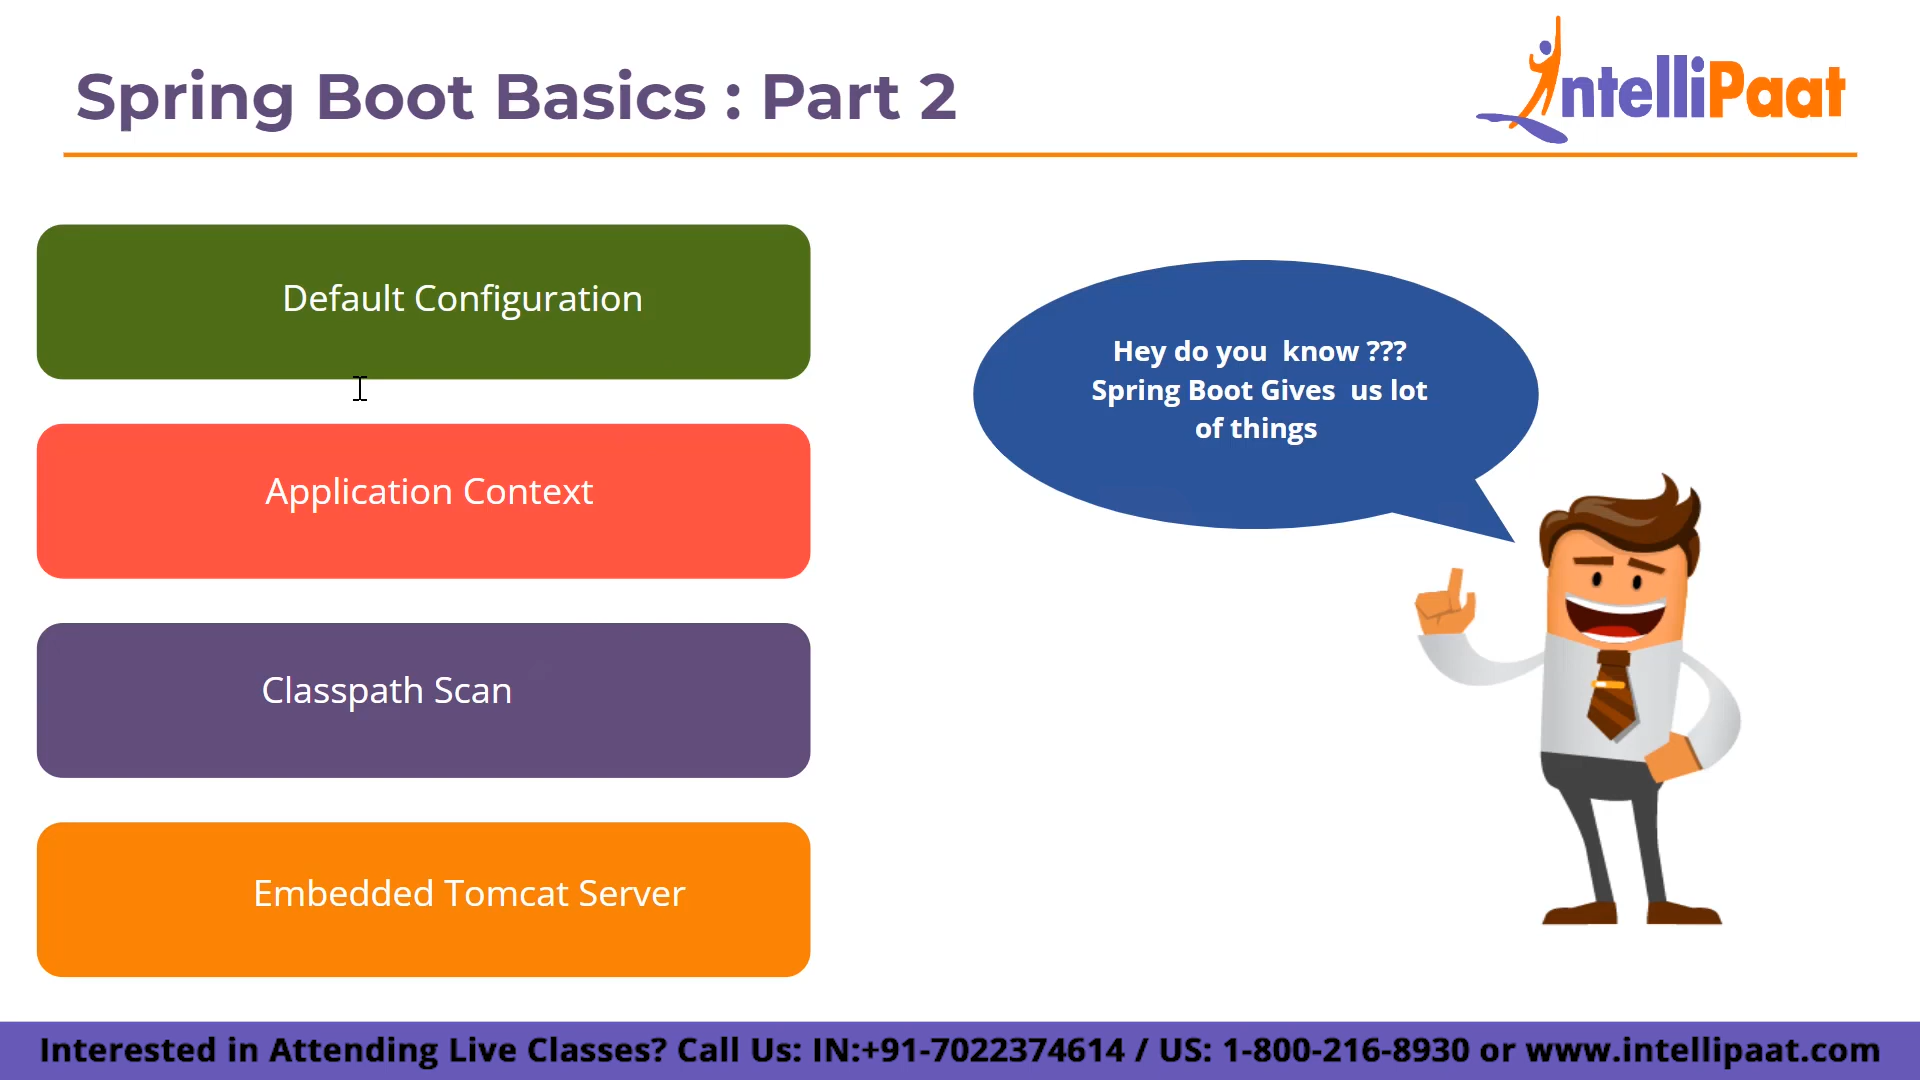 Spring Boot Basics : Part 2
IntelliPaat
Default Configuration
Application Context
Classpath Scan
Embedded Tomcat Server
Hey do you know ???
Spring Boot Gives us lot
of things
Interested in Attending Live Classes? Call Us: IN:+91-7022374614 / US: 1-800-216-8930 or www.intellipaat.com